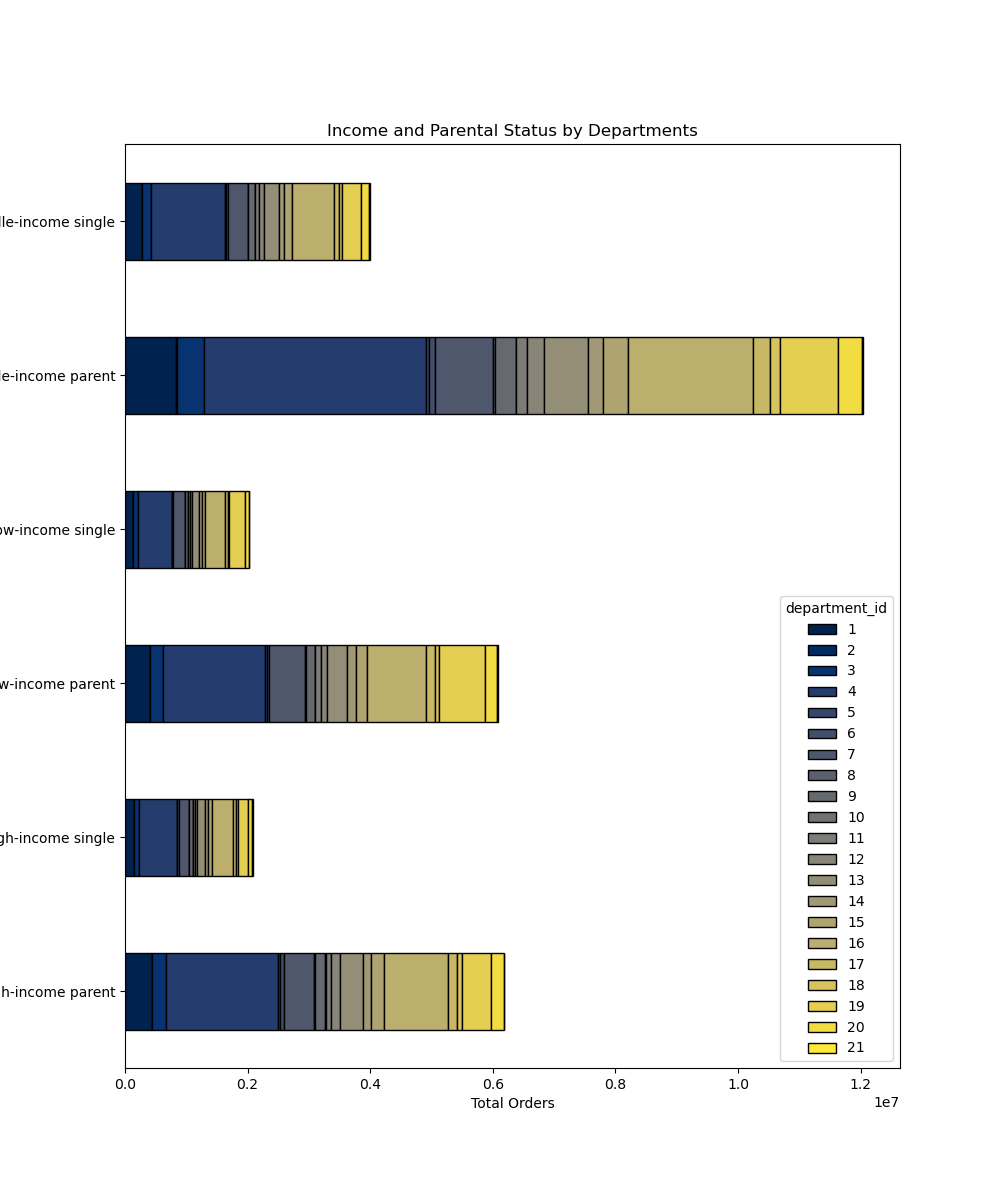 Income and Parental Status by Departments
lle-income single
le-income parent
ow-income single
w-income parent
gh-income single
h-income parent
department_id
1
2
3
4
5
6
7
8
9
10
11
12
13
14
15
16
17
18
19
20
21
0.0 0.2 0.4 0.6 0.8 1.0 1.2
1e7
Total Orders